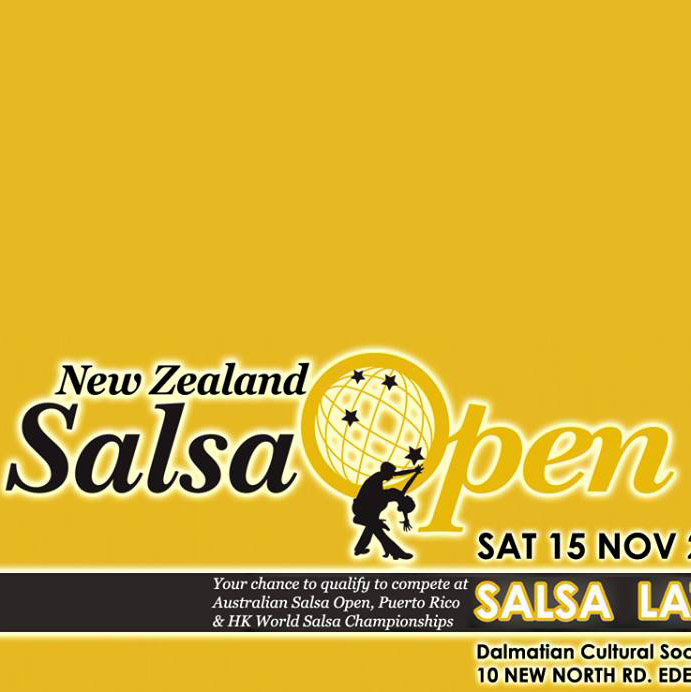 New Zealand
Salsa Open
SAT 15 NOV
Your chance to qualify to compete at
Australian Salsa Open, Puerto Rico
& HK World Salsa Championships
SALSA
Dalmatian Cultural
10 NEW NORTH RD.